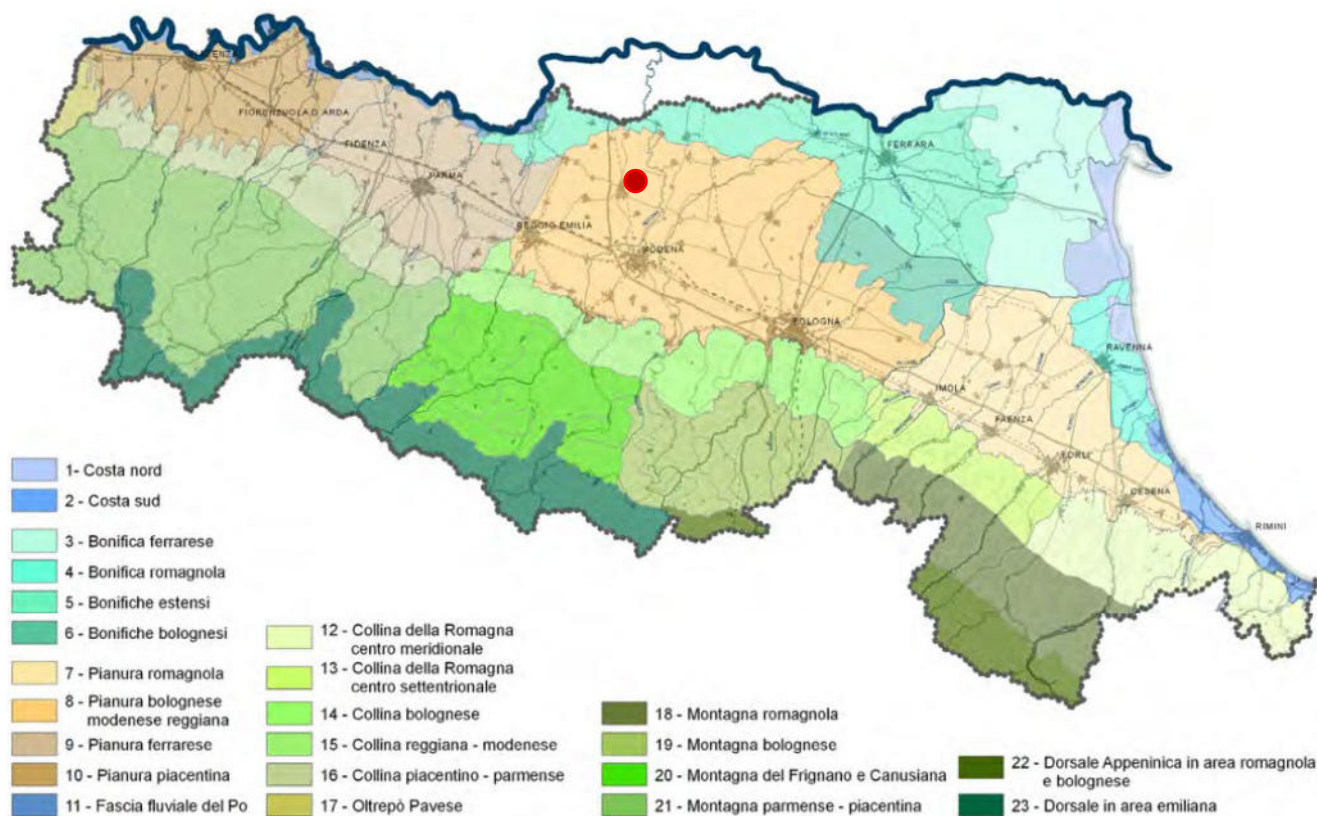 FIORENZUOLA D'ARDA
FIDENZA
PARMA
REGGIO EMILIA
MODENA
BOLOGNA
FERRARA
RAVENNA
IMOLA
FAENZA
FORLI'
CESENA
RIMINI
1- Costa nord
2 - Costa sud
3 - Bonifica ferrarese
4 - Bonifica romagnola
5 - Bonifiche estensi
6 - Bonifiche bolognesi
7 - Pianura romagnola
8 - Pianura bolognese
modenese reggiana
9 - Pianura ferrarese
10 - Pianura piacentina
11 - Fascia fluviale del Po
12 - Collina della Romagna
centro meridionale
13 - Collina della Romagna
centro settentrionale
14 - Collina bolognese
15 - Collina reggiana - modenese
16 - Collina piacentino - parmense
17 - Oltrepò Pavese
18 - Montagna romagnola
19 - Montagna bolognese
20 - Montagna del Frignano e Canusiana
21 - Montagna parmense - piacentina
22 - Dorsale Appeninica in area romagnola
e bolognese
23 - Dorsale in area emiliana